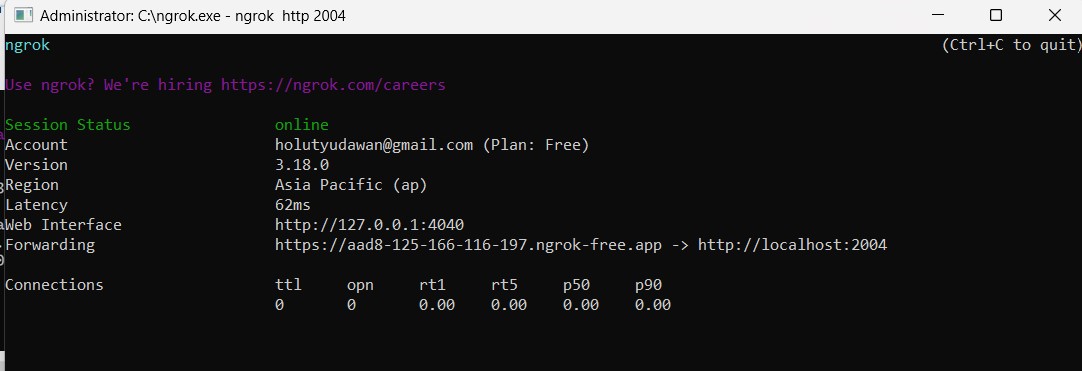 Administrator: C:\ngrok.exe - ngrok  http 2004
ngrok (Ctrl+C to quit)
Use ngrok? We're hiring https://ngrok.com/careers
Session Status online
Account holutyudawan@gmail.com (Plan: Free)
Version 3.18.0
Region Asia Pacific (ap)
Latency 62ms
Web Interface http://127.0.0.1:4040
Forwarding https://aad8-125-166-116-197.ngrok-free.app -> http://localhost:2004
Connections ttl opn rt1 rt5 p50 p90
0 0 0.00 0.00 0.00 0.00